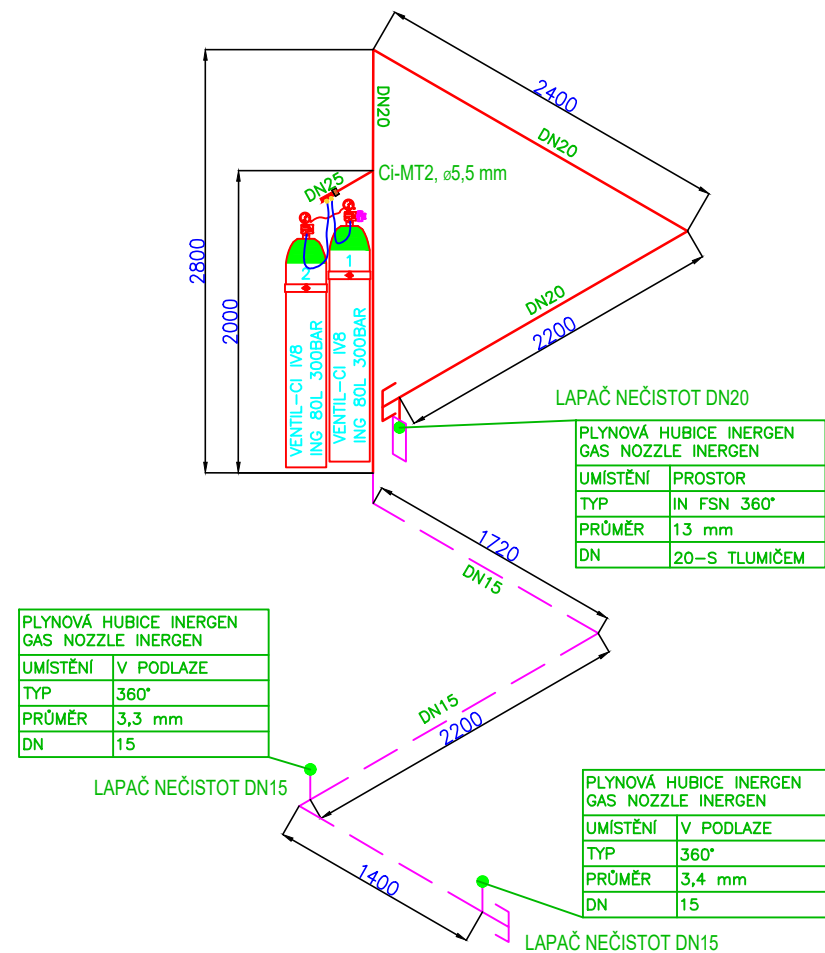 2400
DN20
DN20
Ci-MT2, ø5,5 mm
DN25
2800
2000
2
1
VENTIL-CI IV8
ING 80L 300BAR
VENTIL-CI IV8
ING 80L 300BAR
DN20
2200
LAPAČ NEČISTOT DN20
PLYNOVÁ HUBICE INERGEN
GAS NOZZLE INERGEN
UMÍSTĚNÍ PROSTOR
TYP IN FSN 360°
PRŮMĚR 13 mm
DN 20-S TLUMIČEM
1720
DN15
PLYNOVÁ HUBICE INERGEN
GAS NOZZLE INERGEN
UMÍSTĚNÍ V PODLAZE
TYP 360°
PRŮMĚR 3,3 mm
DN 15
DN15
2200
LAPAČ NEČISTOT DN15
PLYNOVÁ HUBICE INERGEN
GAS NOZZLE INERGEN
UMÍSTĚNÍ V PODLAZE
TYP 360°
PRŮMĚR 3,4 mm
DN 15
1400
LAPAČ NEČISTOT DN15